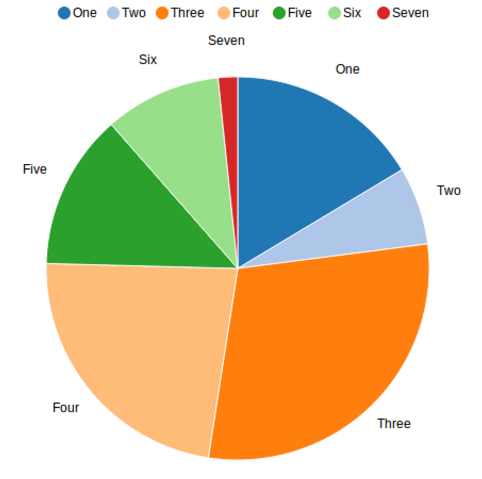 One Two Three Four Five Six Seven
Seven
Six
One
Five
Two
Four
Three